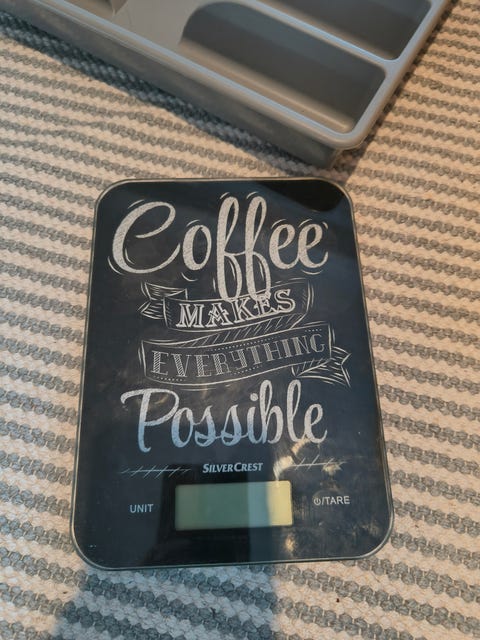 Coffee
MAKES
EVERYTHING
Possible
SILVERCREST
UNIT
/TARE